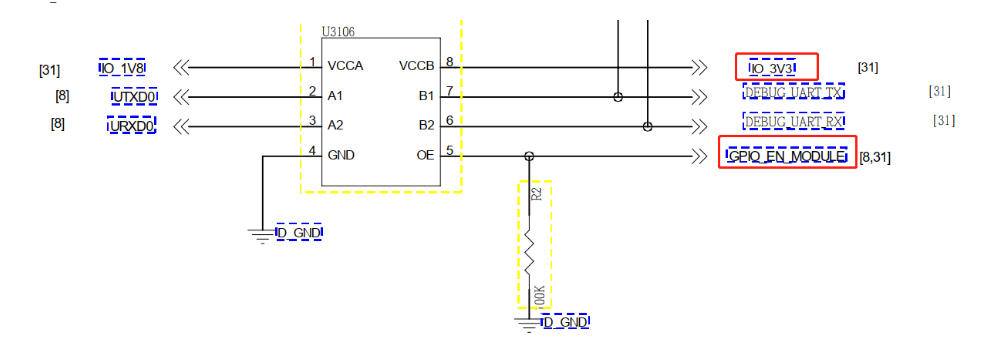 U3106
[31] IO_1V8 1 VCCA VCCB 8 IO_3V3 [31]
[8] UTXD0 2 A1 B1 7 DEBUG_UART_TX [31]
[8] URXD0 3 A2 B2 6 DEBUG_UART_RX [31]
4 GND OE 5 GPIO_EN_MODULE [8,31]
R2
D_GND
00K
D_GND